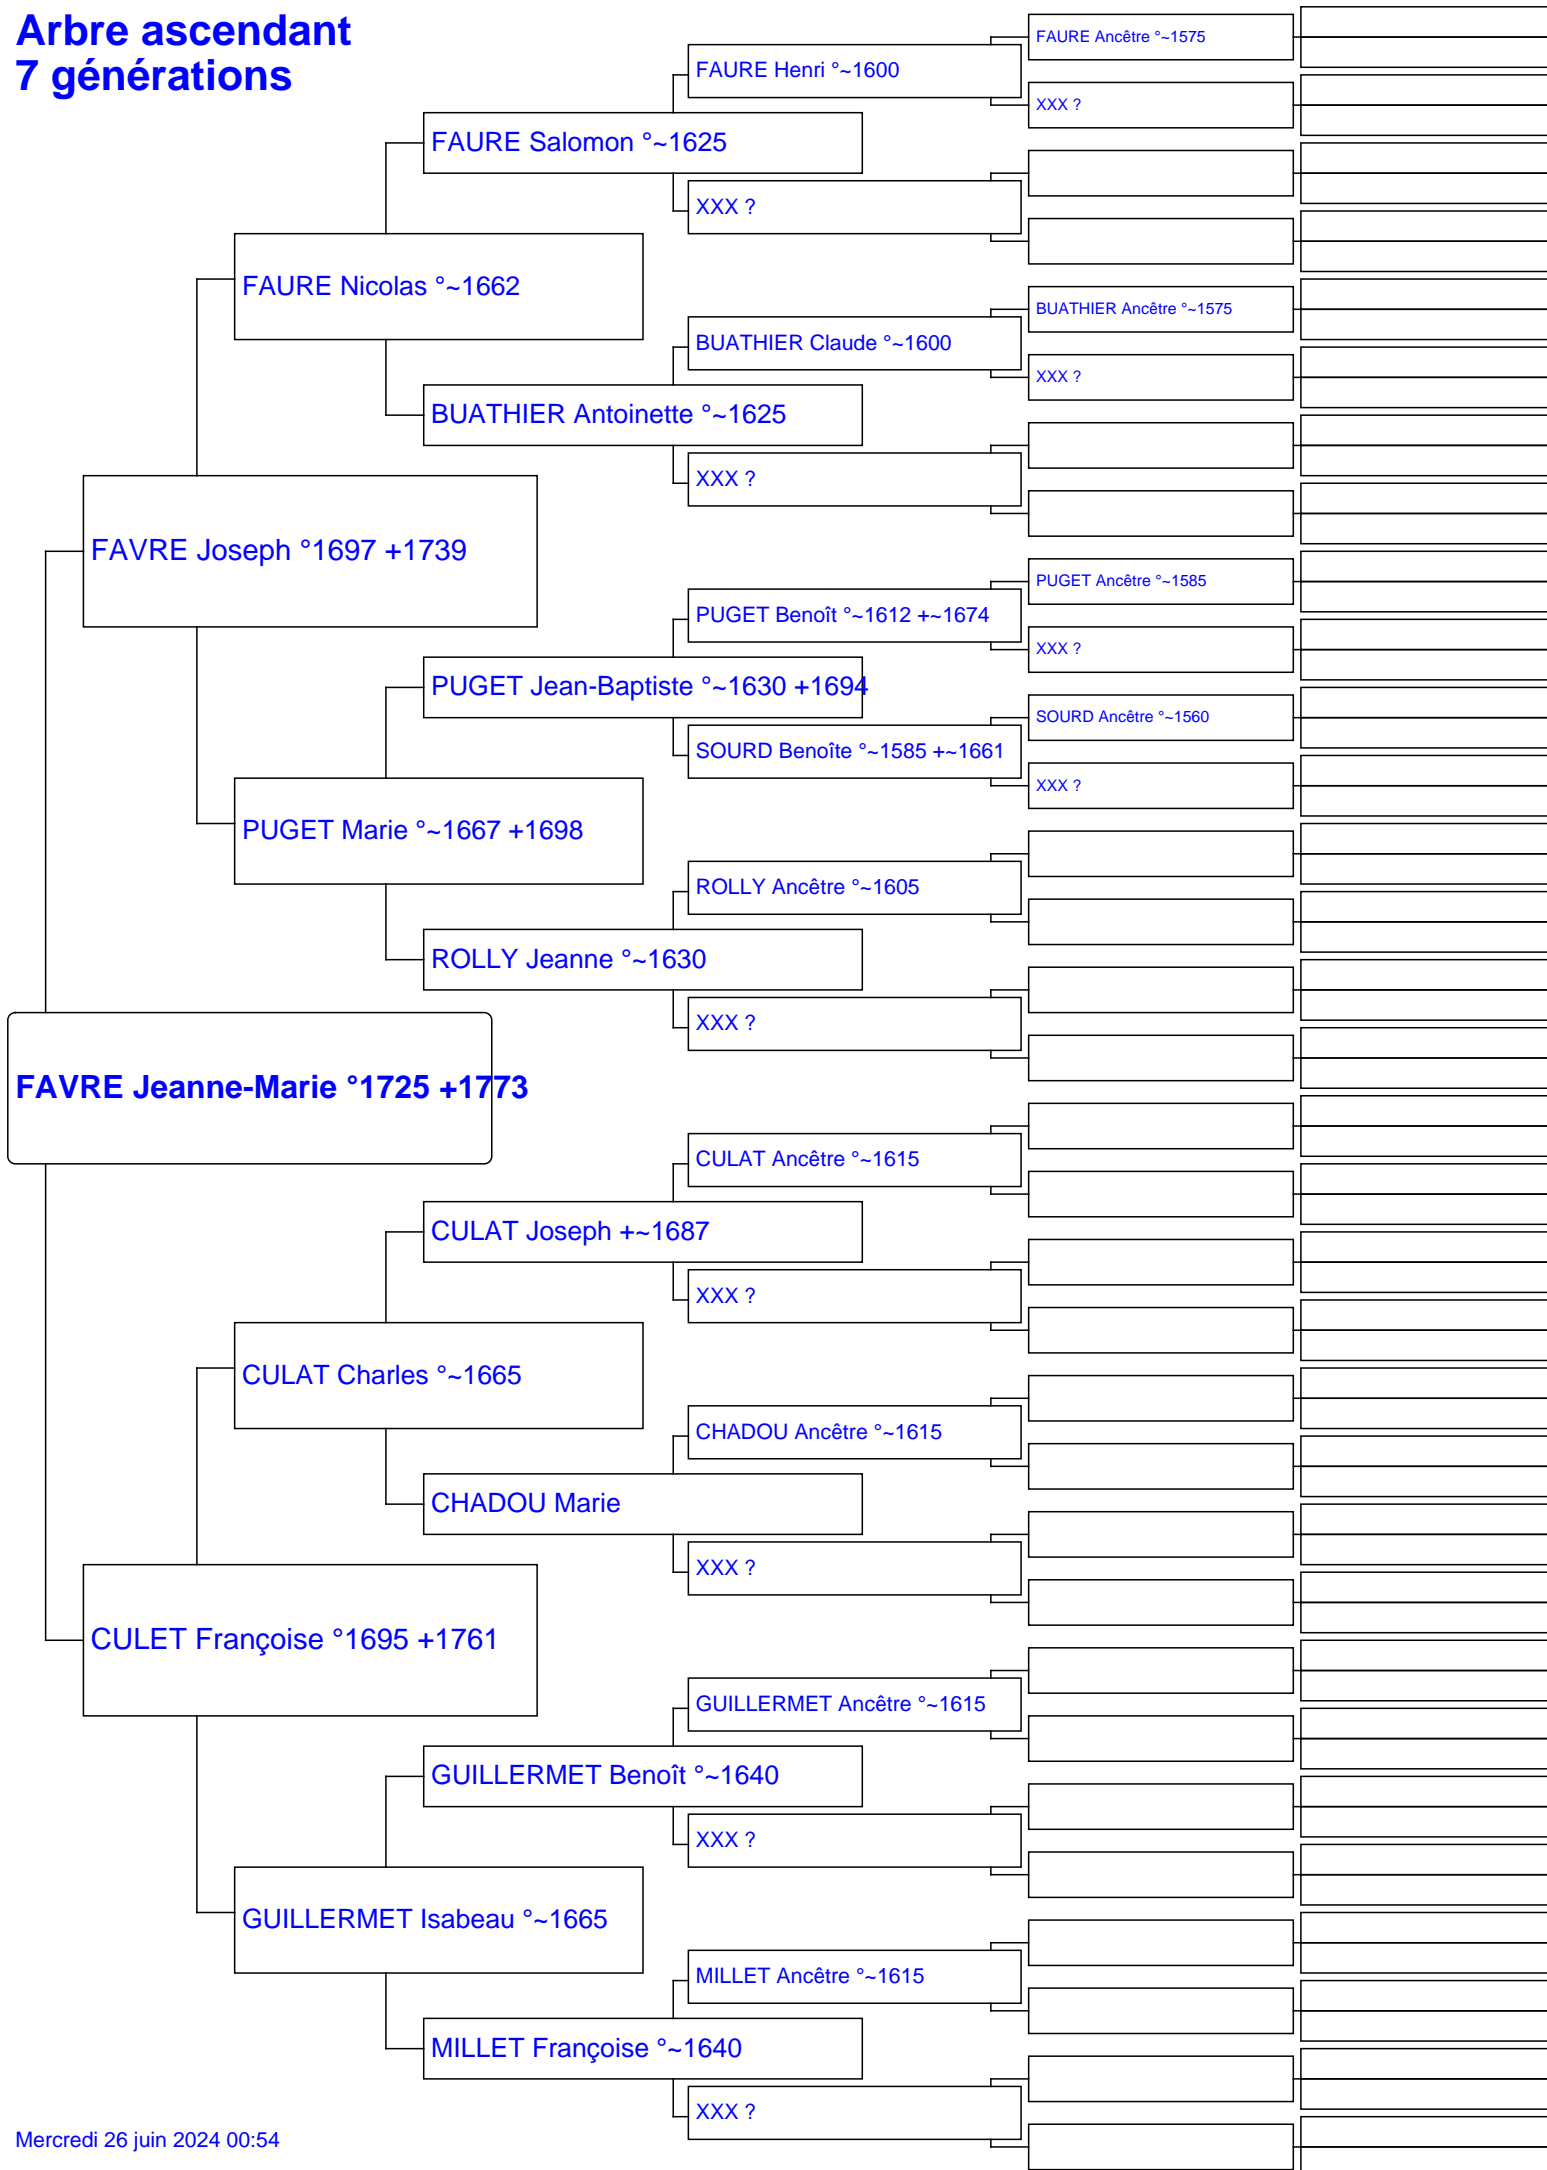 Arbre ascendant
7 générations
FAURE Ancêtre °~1575
FAURE Henri °~1600
XXX ?
FAURE Salomon °~1625
XXX ?
FAURE Nicolas °~1662
BUATHIER Ancêtre °~1575
BUATHIER Claude °~1600
XXX ?
BUATHIER Antoinette °~1625
XXX ?
FAVRE Joseph °1697 +1739
PUGET Ancêtre °~1585
PUGET Benoît °~1612 +~1674
XXX ?
PUGET Jean-Baptiste °~1630 +1694
SOURD Ancêtre °~1560
SOURD Benoîte °~1585 +~1661
XXX ?
PUGET Marie °~1667 +1698
ROLLY Ancêtre °~1605
ROLLY Jeanne °~1630
XXX ?
FAVRE Jeanne-Marie °1725 +1773
CULAT Ancêtre °~1615
CULAT Joseph +~1687
XXX ?
CULAT Charles °~1665
CHADOU Ancêtre °~1615
CHADOU Marie
XXX ?
CULET Françoise °1695 +1761
GUILLERMET Ancêtre °~1615
GUILLERMET Benoît °~1640
XXX ?
GUILLERMET Isabeau °~1665
MILLET Ancêtre °~1615
MILLET Françoise °~1640
XXX ?
Mercredi 26 juin 2024 00:54